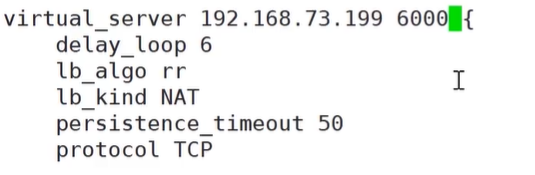 virtual_server 192.168.73.199 6000 {
    delay_loop 6
    lb_algo rr
    lb_kind NAT
    persistence_timeout 50
    protocol TCP